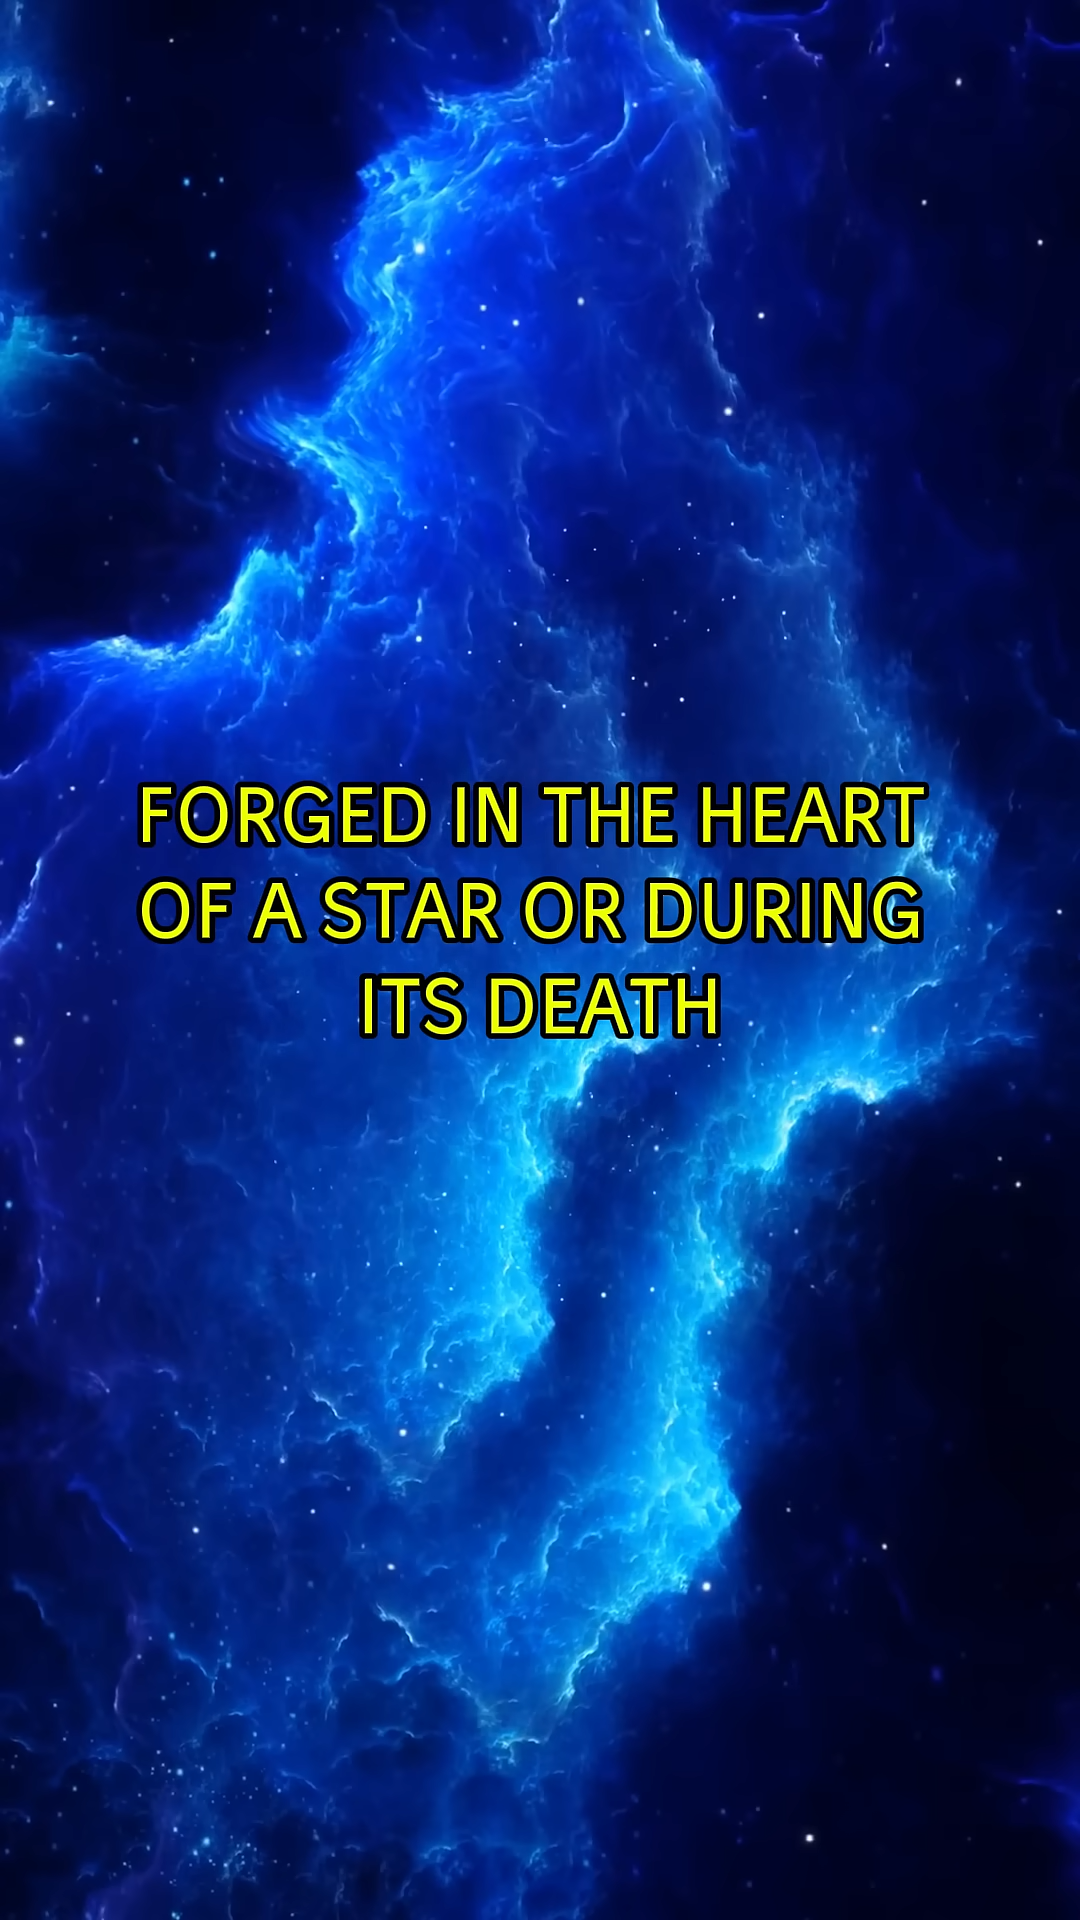 FORGED IN THE HEART
OF A STAR OR DURING
ITS DEATH